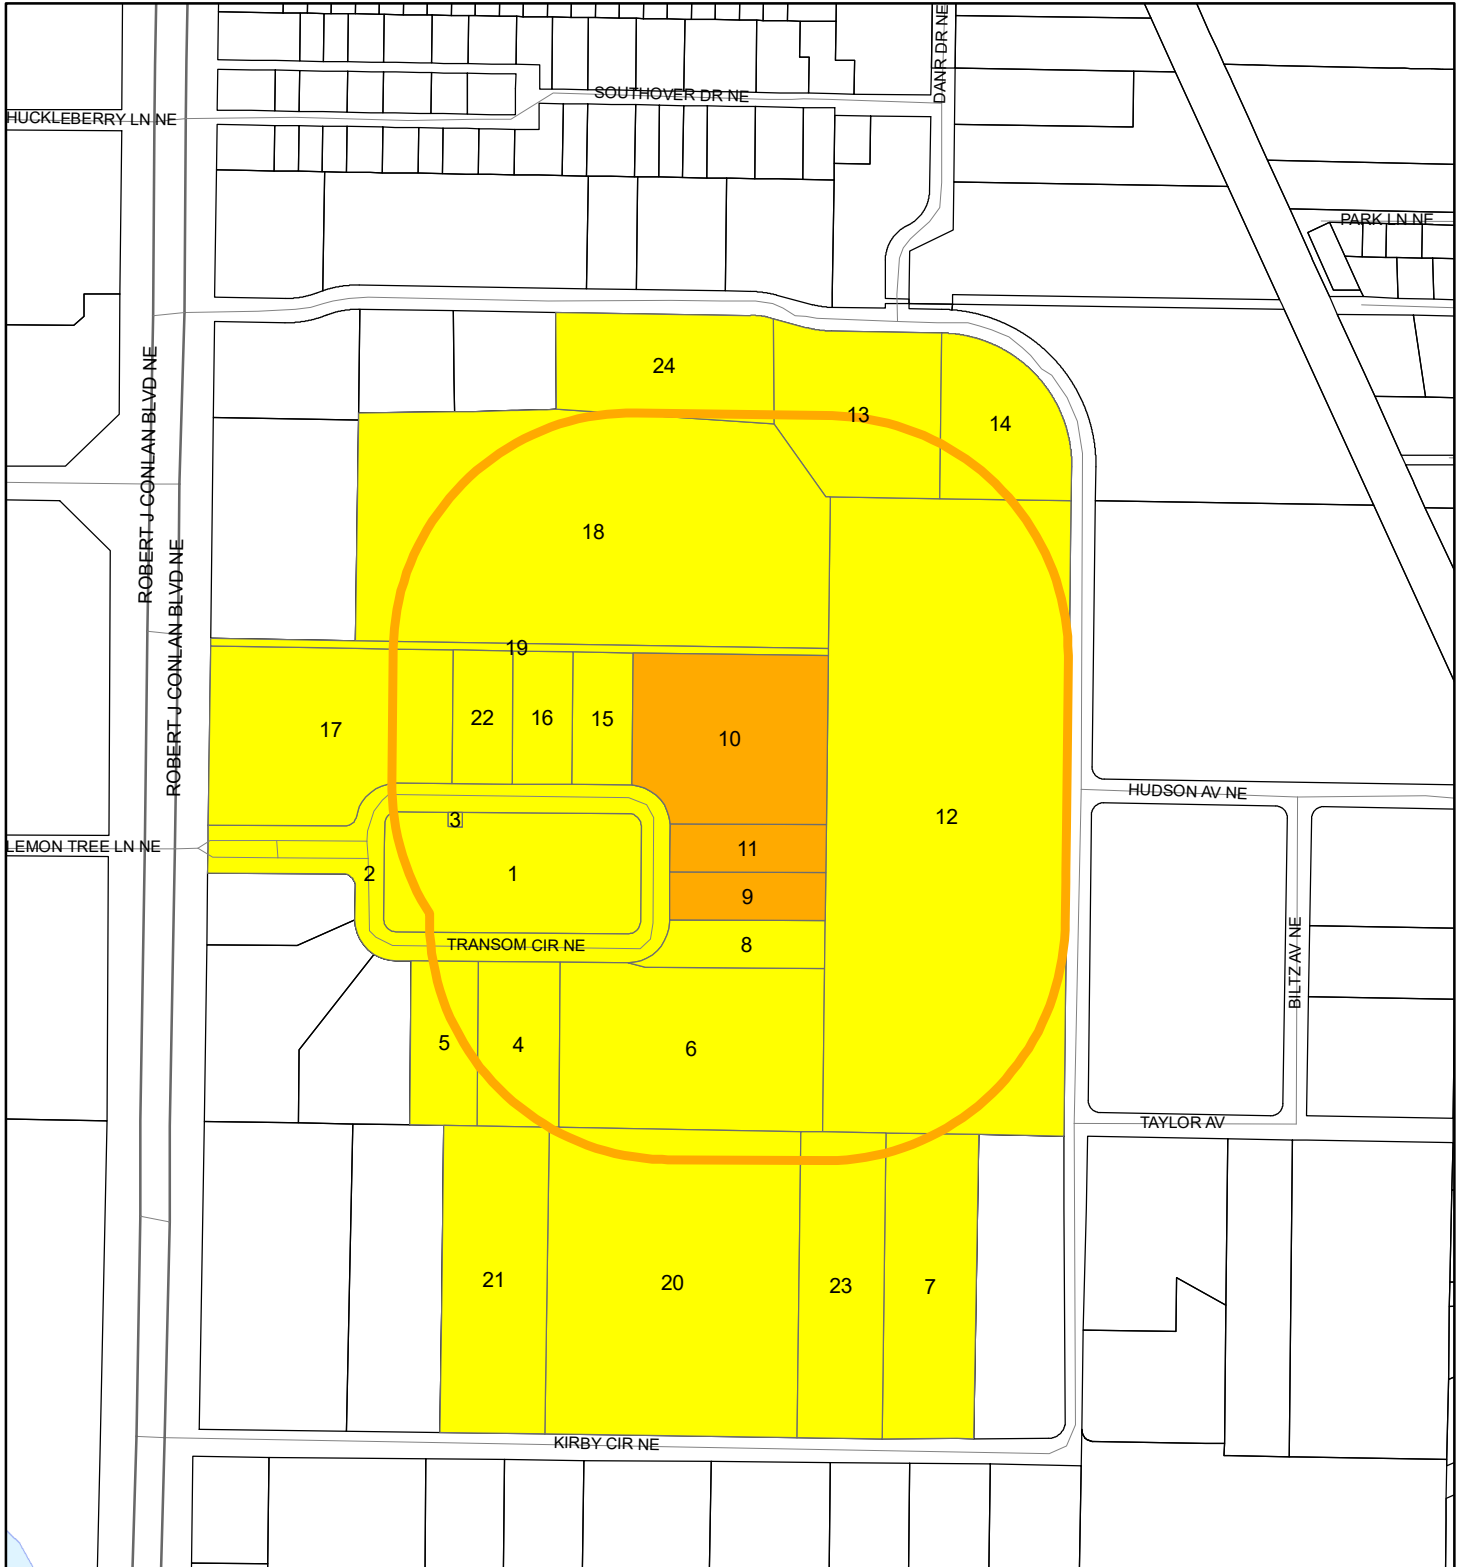 DANR DR NE
SOUTHOVER DR NE
HUCKLEBERRY LN NE
PARK LN NE
24
13
14
ROBERT J CONLAN BLVD NE
18
ROBERT J CONLAN BLVD NE
19
17
22
16
15
10
HUDSON AV NE
12
3
LEMON TREE LN NE
11
2
1
9
TRANSOM CIR NE
8
BILTZ AV NE
5
4
6
TAYLOR AV
21
20
23
7
KIRBY CIR NE